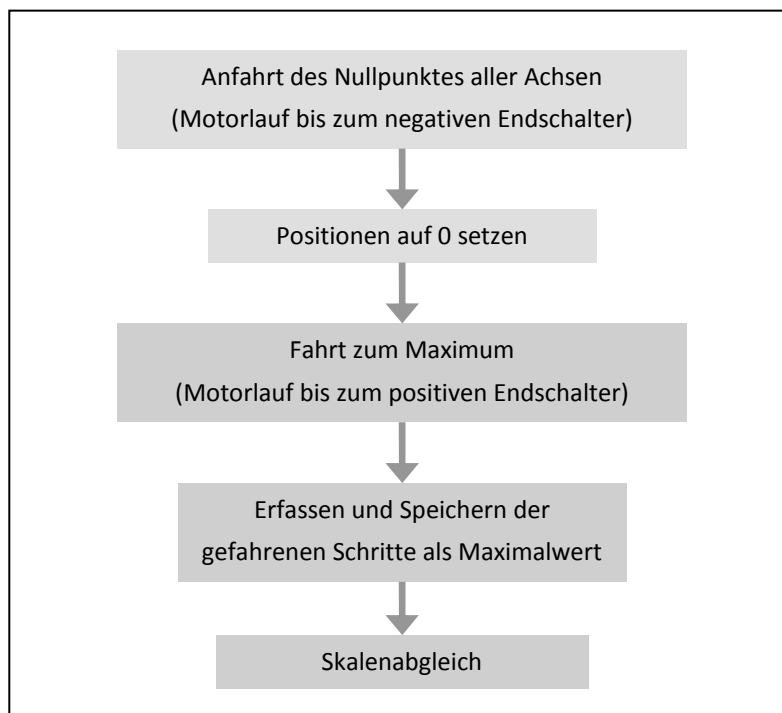 Anfahrt des Nullpunktes aller Achsen
(Motorlauf bis zum negativen Endschalter)
Positionen auf 0 setzen
Fahrt zum Maximum
(Motorlauf bis zum positiven Endschalter)
Erfassen und Speichern der
gefahrenen Schritte als Maximalwert
Skalenabgleich